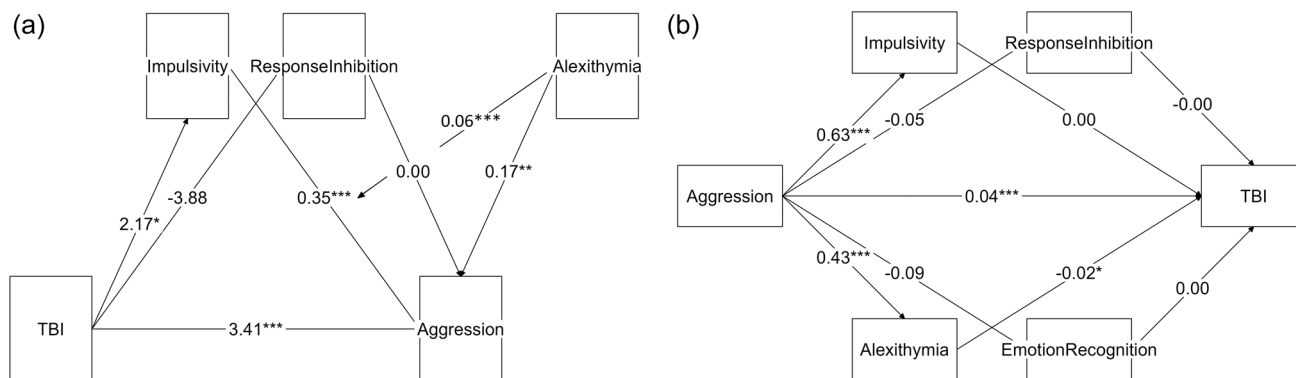 (a)
Impulsivity
ResponseInhibition
Alexithymia
0.06***
0.00
0.17**
-3.88
0.35***
2.17*
TBI
3.41***
Aggression
(b)
Impulsivity
ResponseInhibition
-0.00
0.63***
-0.05
0.00
Aggression
0.04***
TBI
0.43***
-0.09
-0.02*
0.00
Alexithymia
EmotionRecognition